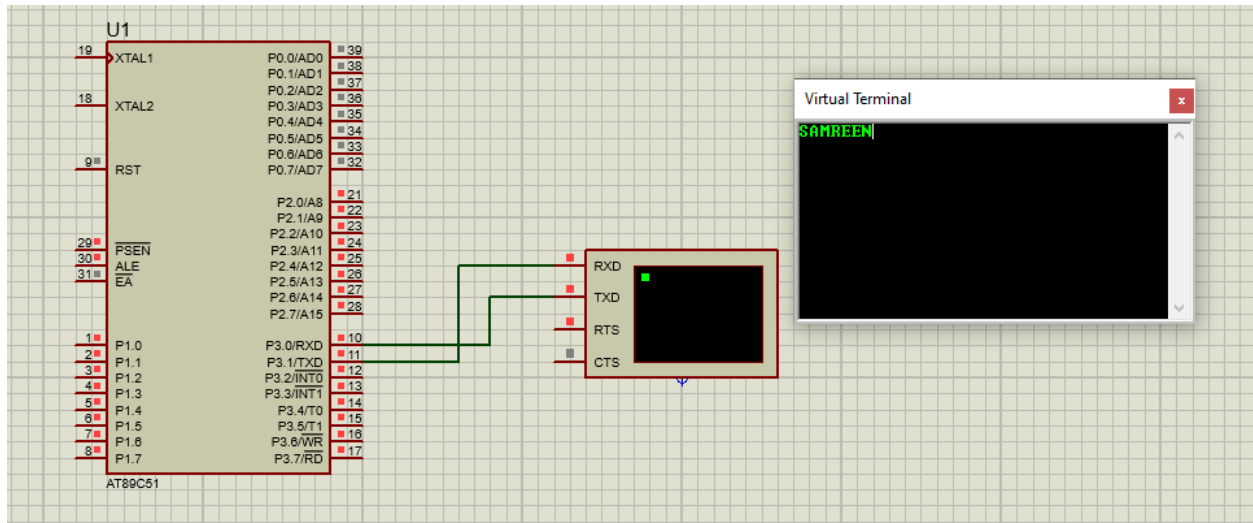 U1
19
XTAL1
18
XTAL2
9
RST
29
PSEN
30
ALE
31
EA
1
P1.0
2
P1.1
3
P1.2
4
P1.3
5
P1.4
6
P1.5
7
P1.6
8
P1.7
P0.0/AD0
39
P0.1/AD1
38
P0.2/AD2
37
P0.3/AD3
36
P0.4/AD4
35
P0.5/AD5
34
P0.6/AD6
33
P0.7/AD7
32
P2.0/A8
21
P2.1/A9
22
P2.2/A10
23
P2.3/A11
24
P2.4/A12
25
P2.5/A13
26
P2.6/A14
27
P2.7/A15
28
P3.0/RXD
10
P3.1/TXD
11
P3.2/INT0
12
P3.3/INT1
13
P3.4/T0
14
P3.5/T1
15
P3.6/WR
16
P3.7/RD
17
AT89C51
RXD
TXD
RTS
CTS
Virtual Terminal
x
SAMREEN